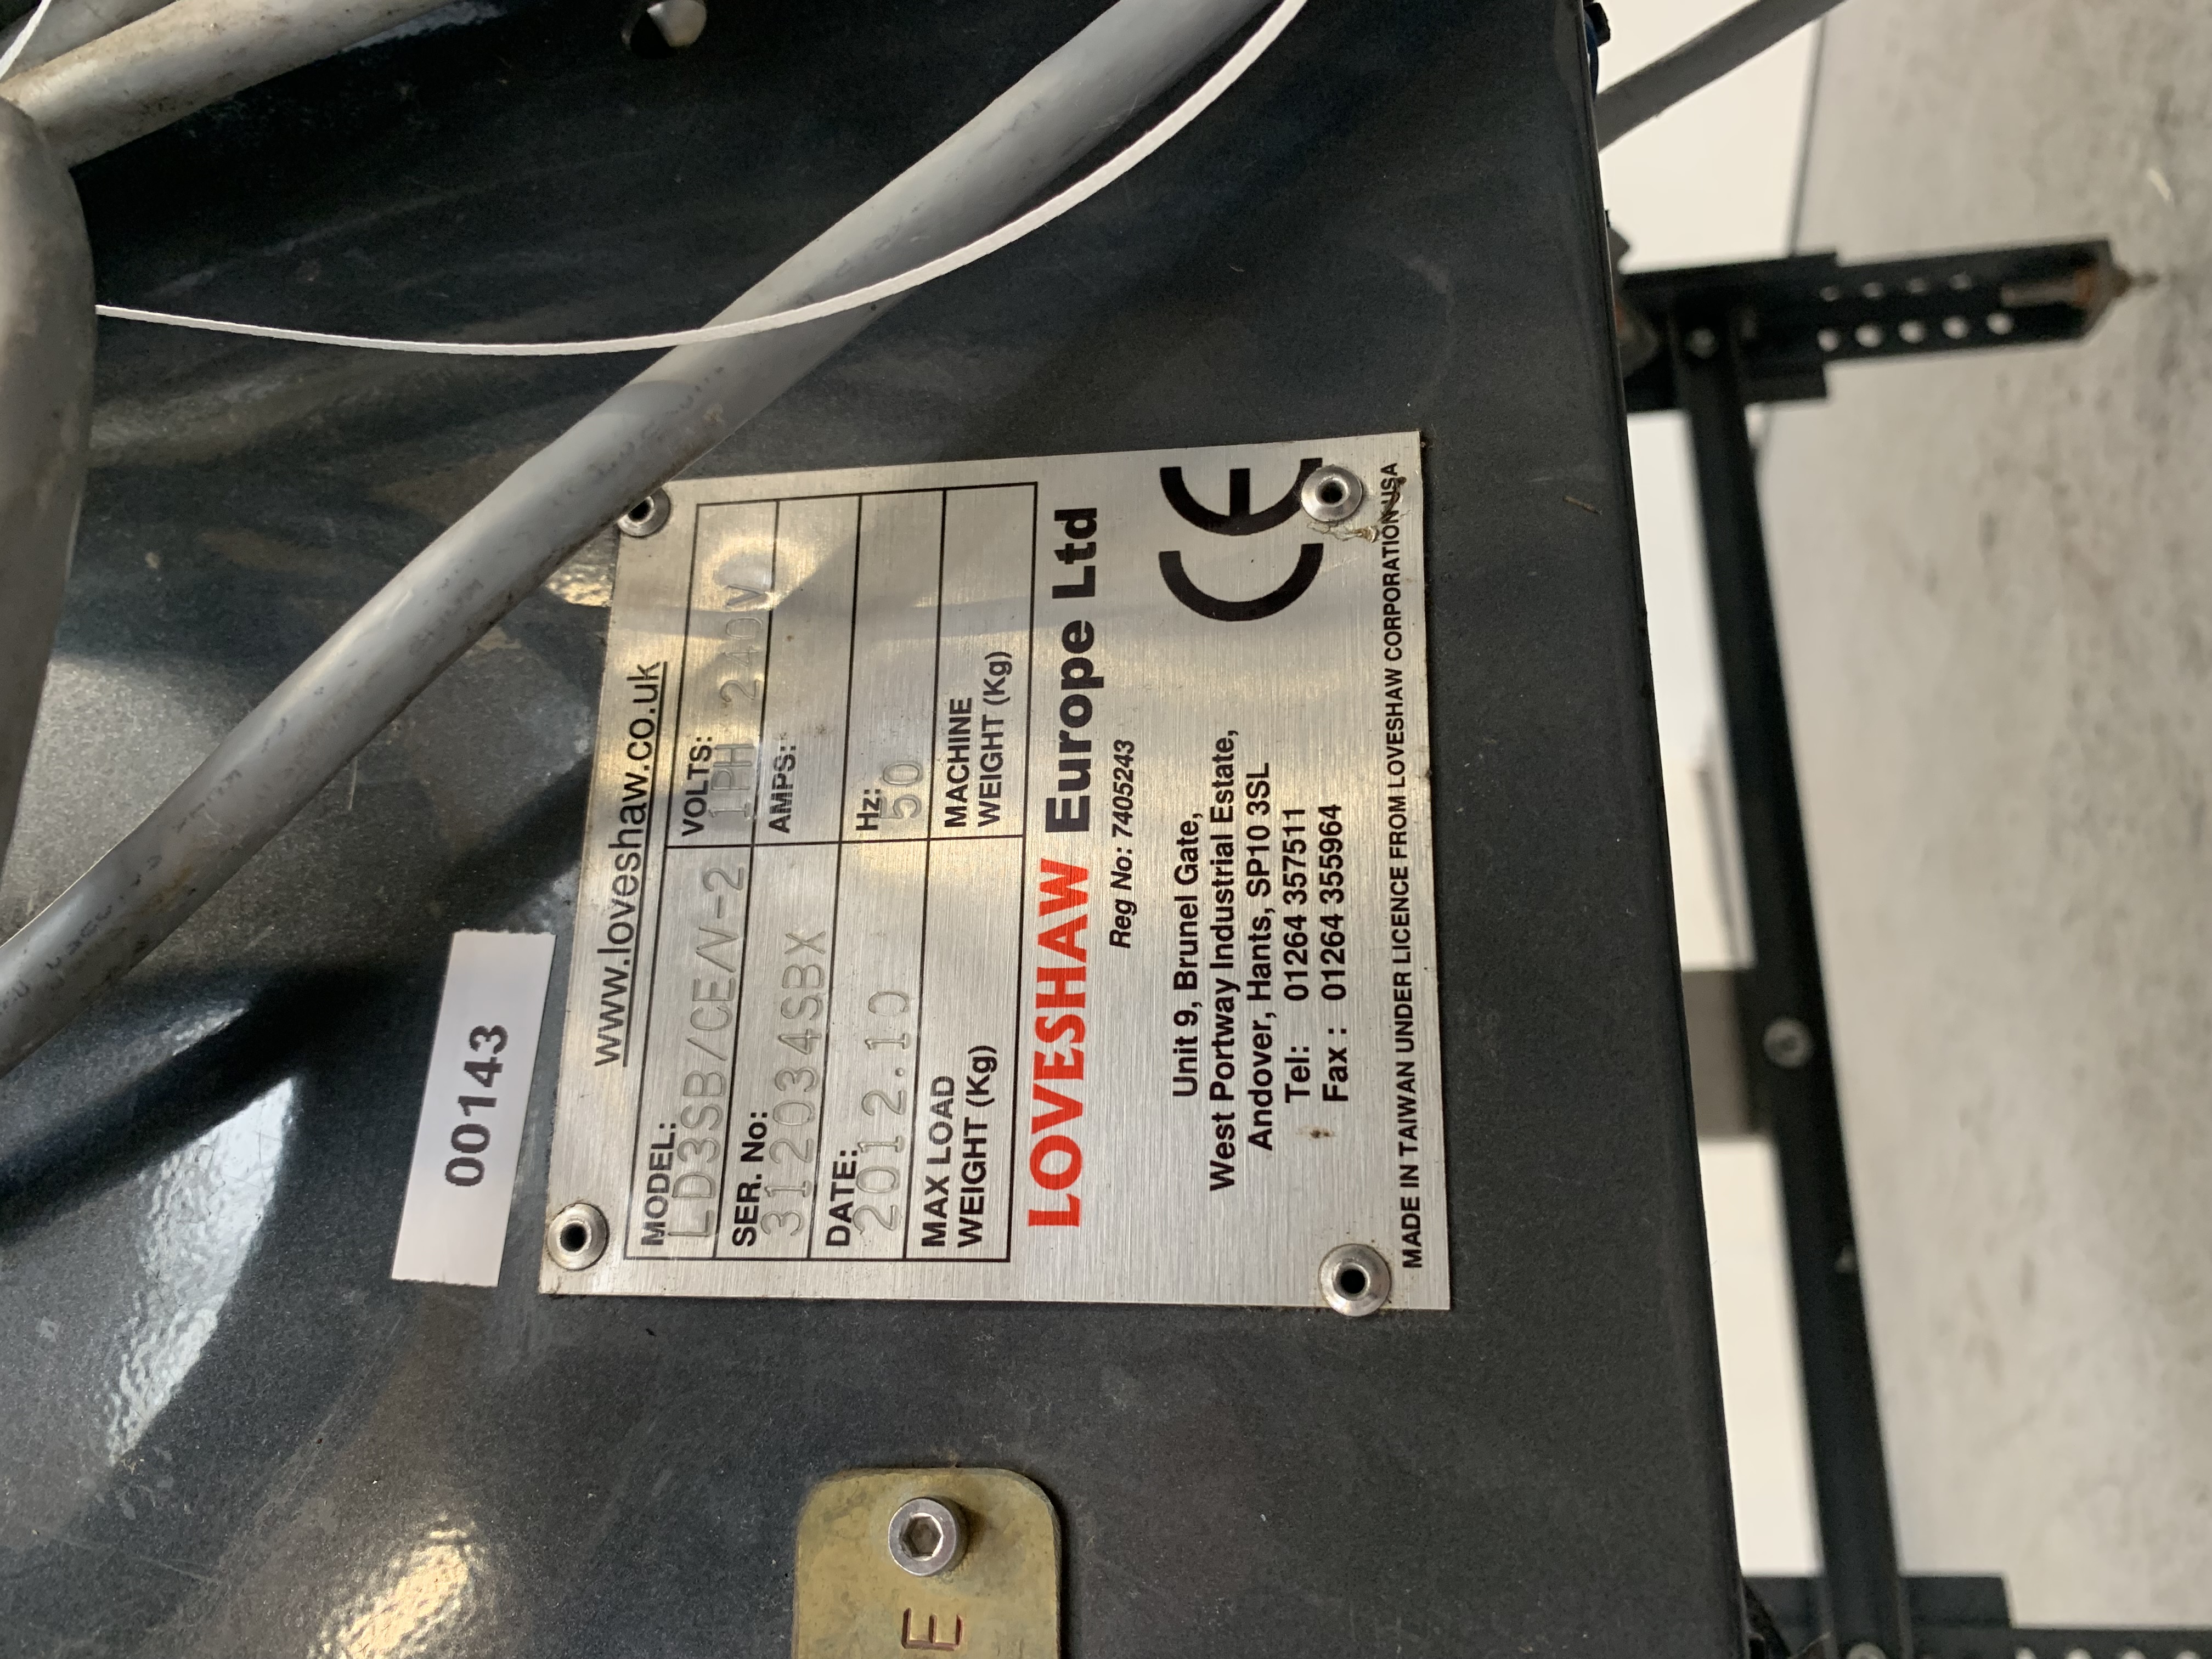 00143
www.loveshaw.co.uk
MODEL: LD3SB/CE/V-2
VOLTS: 1PH 240V
SER. No: 312034SBX
AMPS:
DATE: 2012.10
Hz: 50
MAX LOAD
WEIGHT (Kg)
MACHINE
WEIGHT (Kg)
LOVESHAW Europe Ltd
Reg No: 7405243
Unit 9, Brunel Gate,
West Portway Industrial Estate,
Andover, Hants, SP10 3SL
Tel: 01264 357511
Fax : 01264 355964
CE
MADE IN TAIWAN UNDER LICENCE FROM LOVESHAW CORPORATION USA
E